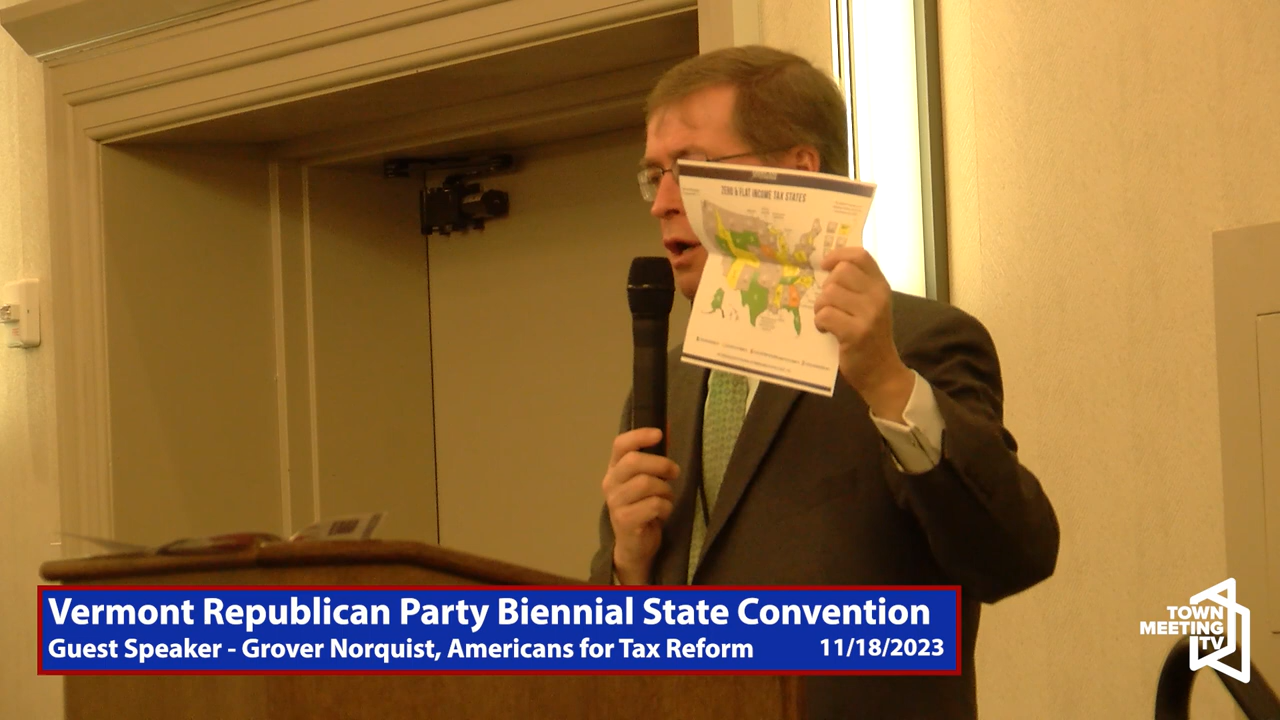 ZERO & FLAT INCOME TAX STATES
Vermont Republican Party Biennial State Convention
Guest Speaker - Grover Norquist, Americans for Tax Reform 11/18/2023
TOWN
MEETING
TV